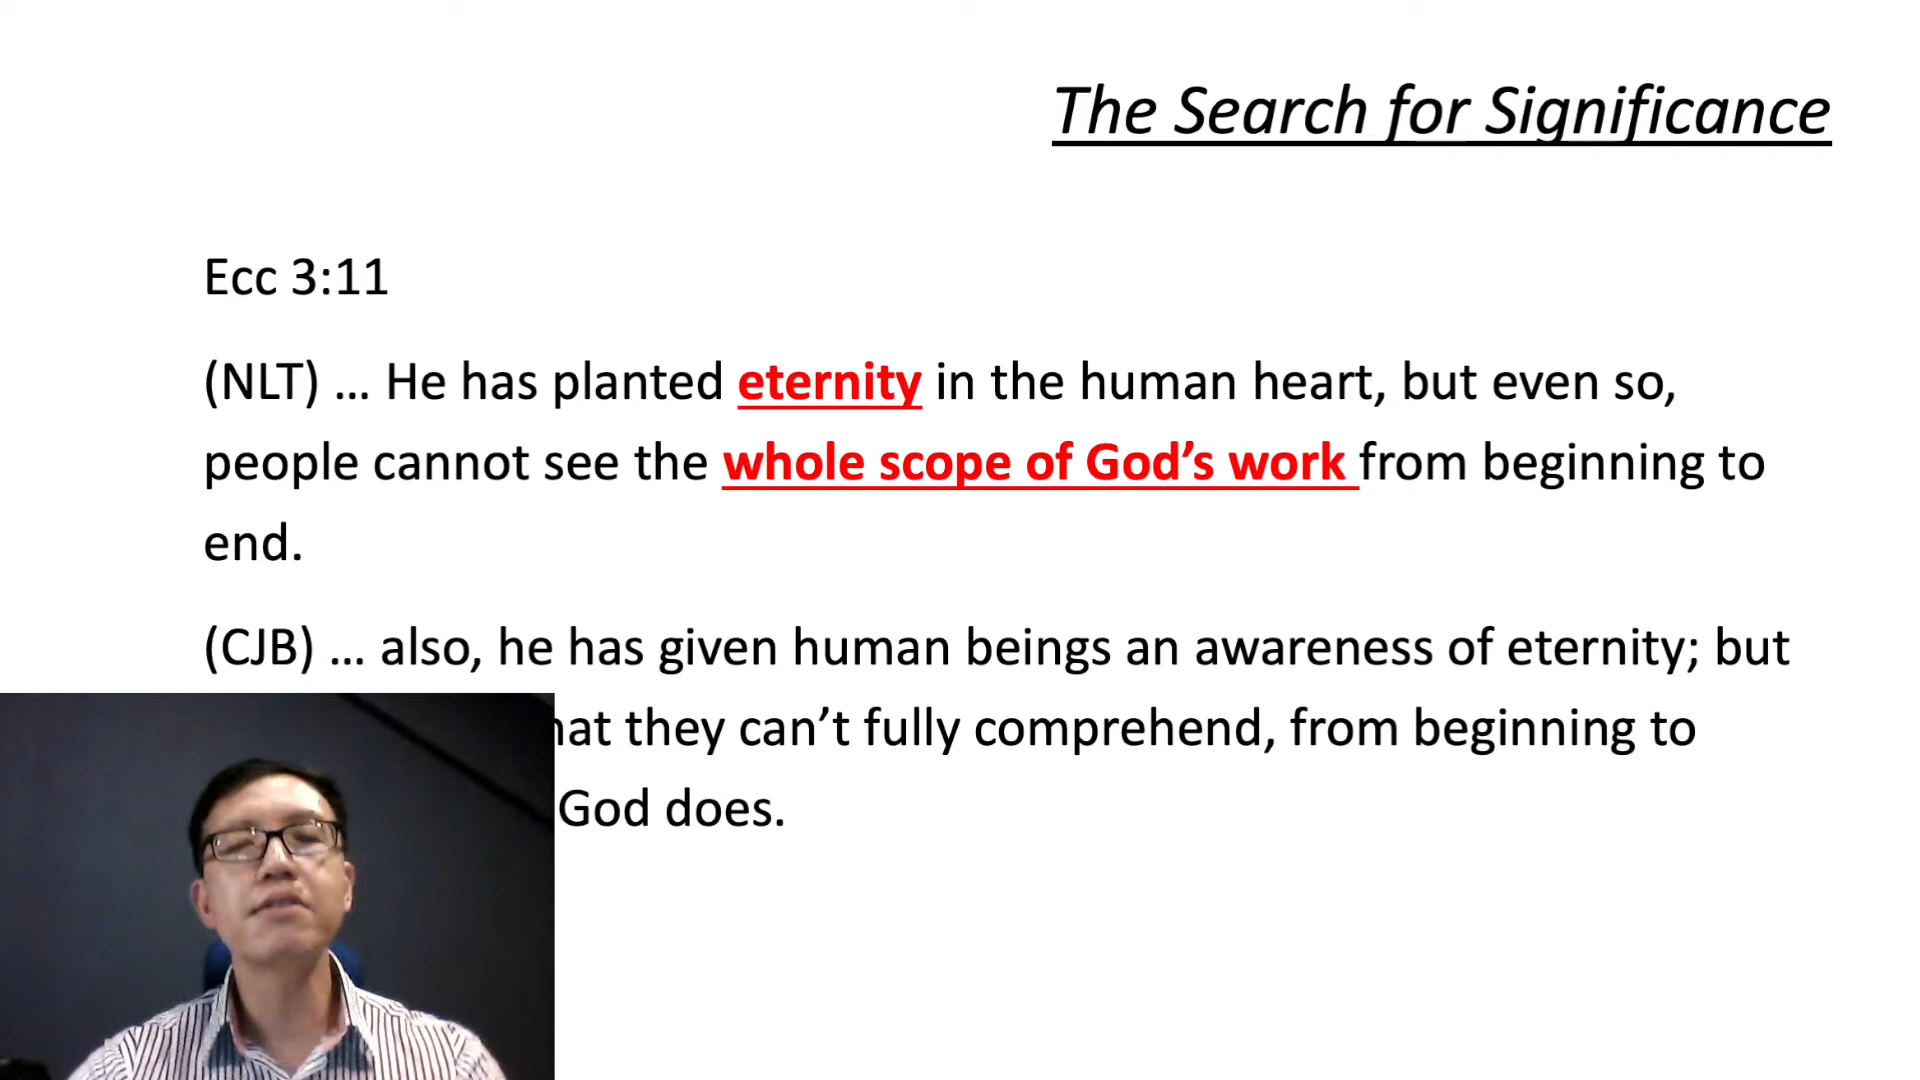 The Search for Significance
Ecc 3:11
(NLT) … He has planted eternity in the human heart, but even so,
people cannot see the whole scope of God’s work from beginning to
end.
(CJB) … also, he has given human beings an awareness of eternity; but
they can’t fully comprehend, from beginning to
God does.